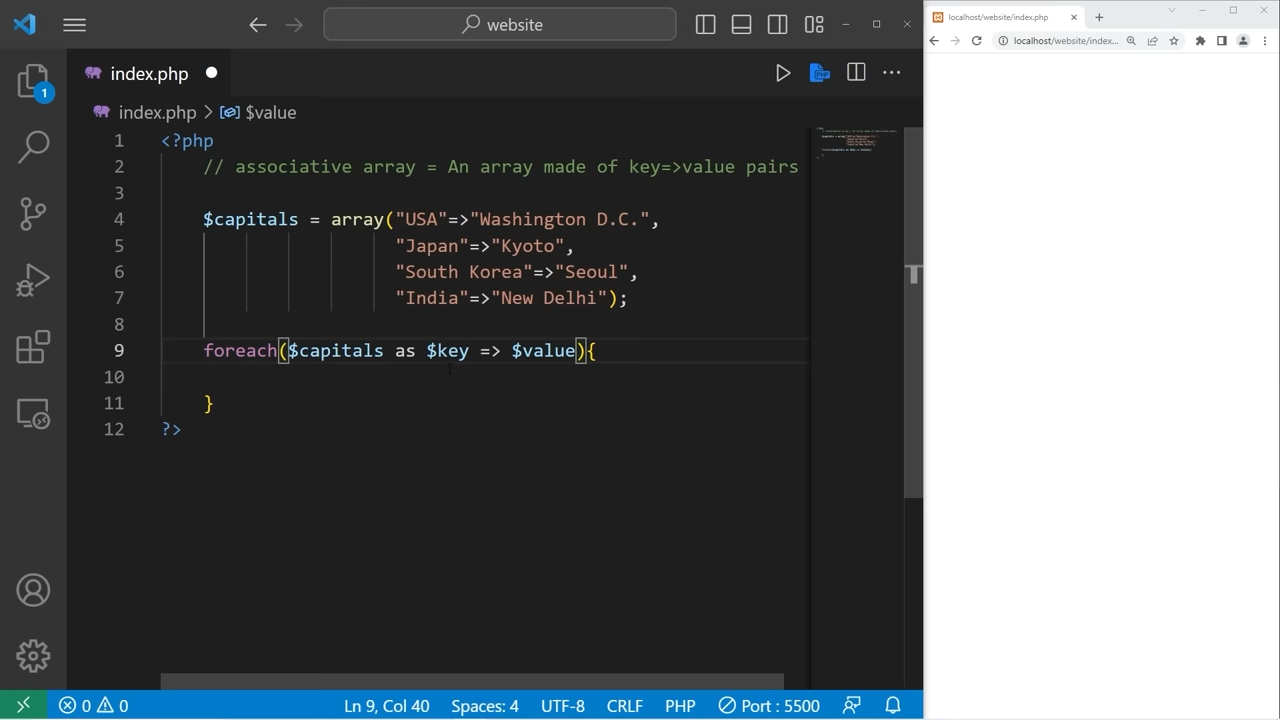 website
index.php
index.php > $value
1 <?php
2 // associative array = An array made of key=>value pairs
3
4 $capitals = array("USA"=>"Washington D.C.",
5 "Japan"=>"Kyoto",
6 "South Korea"=>"Seoul",
7 "India"=>"New Delhi");
8
9 foreach($capitals as $key => $value){
10
11 }
12 ?>
1
PHP
0 0
Ln 9, Col 40
Spaces: 4
UTF-8
CRLF
PHP
Port : 5500
localhost/website/index.php
localhost/website/index...